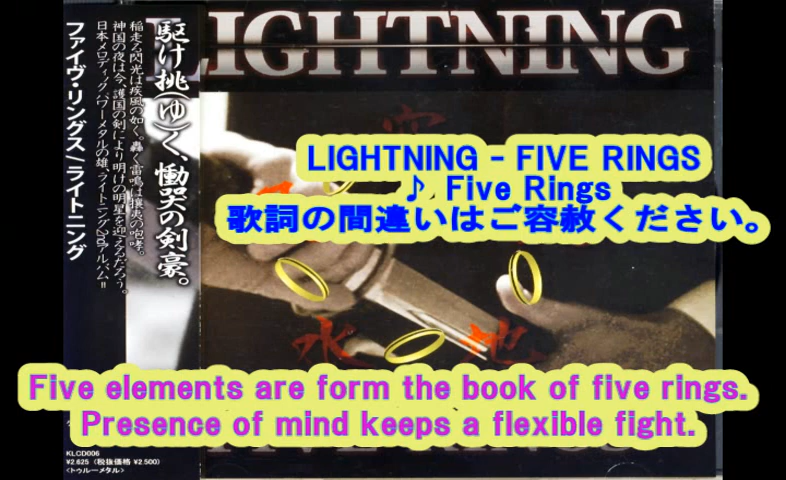 LIGHTNING
駆け挑(ゆ)く、慟哭の剣豪。
稲走る閃光は疾風の如く。轟く雷鳴は攘夷の咆哮。
神国の夜は今、護国の剣により明けの明星を迎えるだろう。
日本メロディックパワーメタルの雄、ライトニング2ndアルバム!!
ファイヴ・リングス/ライトニング
空
LIGHTNING - FIVE RINGS
♪ Five Rings
歌詞の間違いはご容赦ください。
水
地
Five elements are form the book of five rings.
Presence of mind keeps a flexible fight.
KLCD006
¥2.625 (税抜価格 ¥2.500)
<トゥルーメタル>